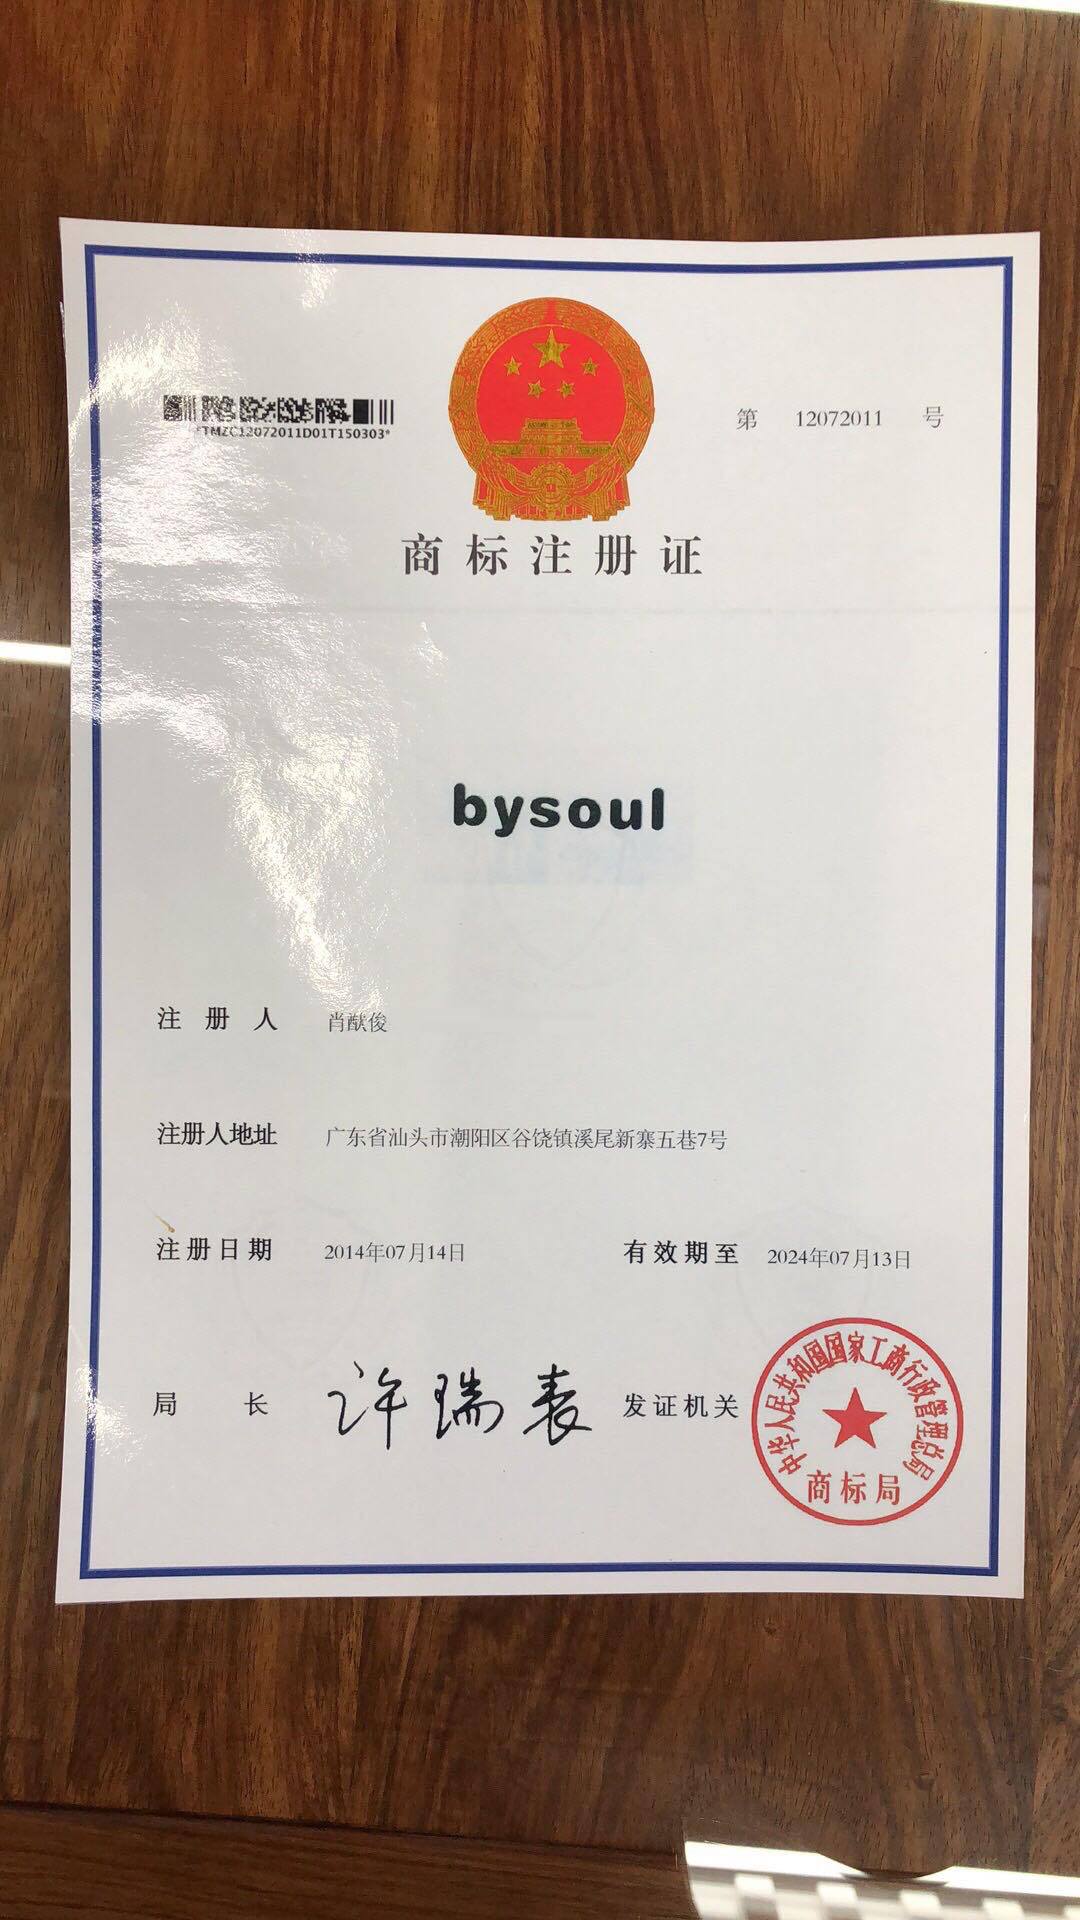 *TMZC12072011D01T150303*
第 12072011 号
商标注册证
bysoul
注册人 肖猷俊
注册人地址 广东省汕头市潮阳区谷饶镇溪尾新寨五巷7号
注册日期 2014年07月14日 有效期至 2024年07月13日
局长 许瑞表 发证机关
中华人民共和国国家工商行政管理总局
商标局